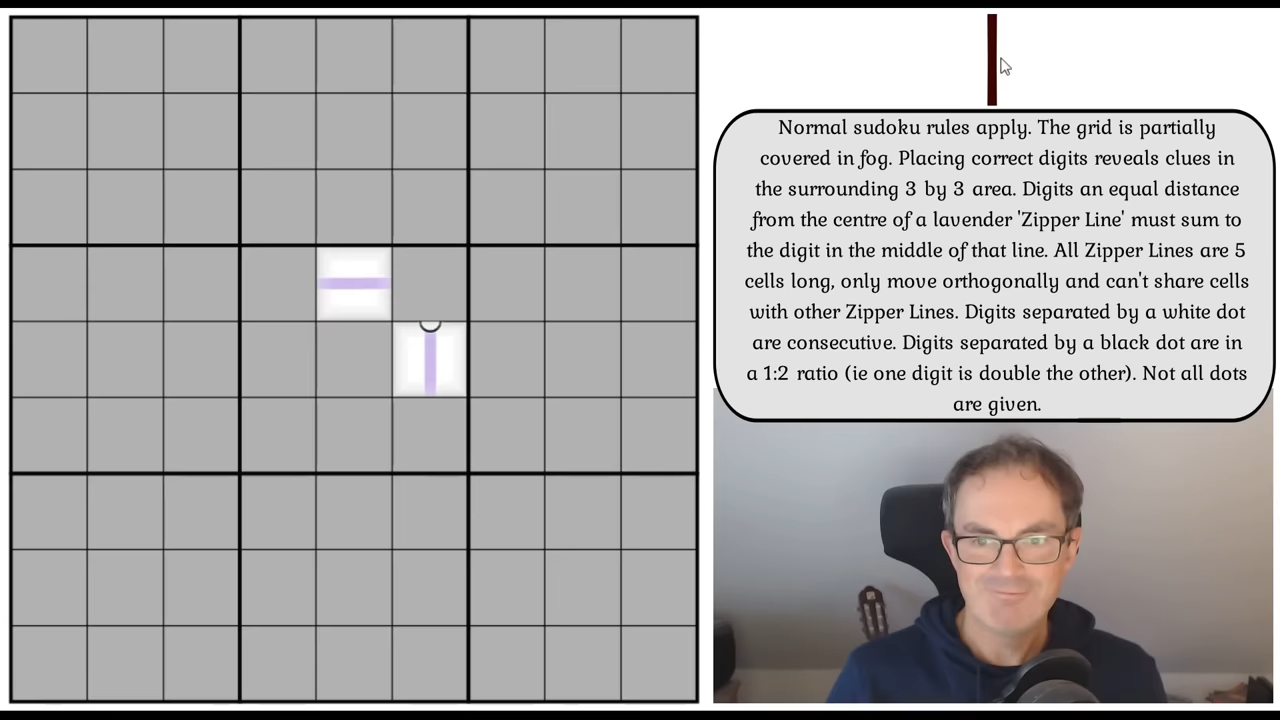 Normal sudoku rules apply. The grid is partially
covered in fog. Placing correct digits reveals clues in
the surrounding 3 by 3 area. Digits an equal distance
from the centre of a lavender 'Zipper Line' must sum to
the digit in the middle of that line. All Zipper Lines are 5
cells long, only move orthogonally and can't share cells
with other Zipper Lines. Digits separated by a white dot
are consecutive. Digits separated by a black dot are in
a 1:2 ratio (ie one digit is double the other). Not all dots
are given.